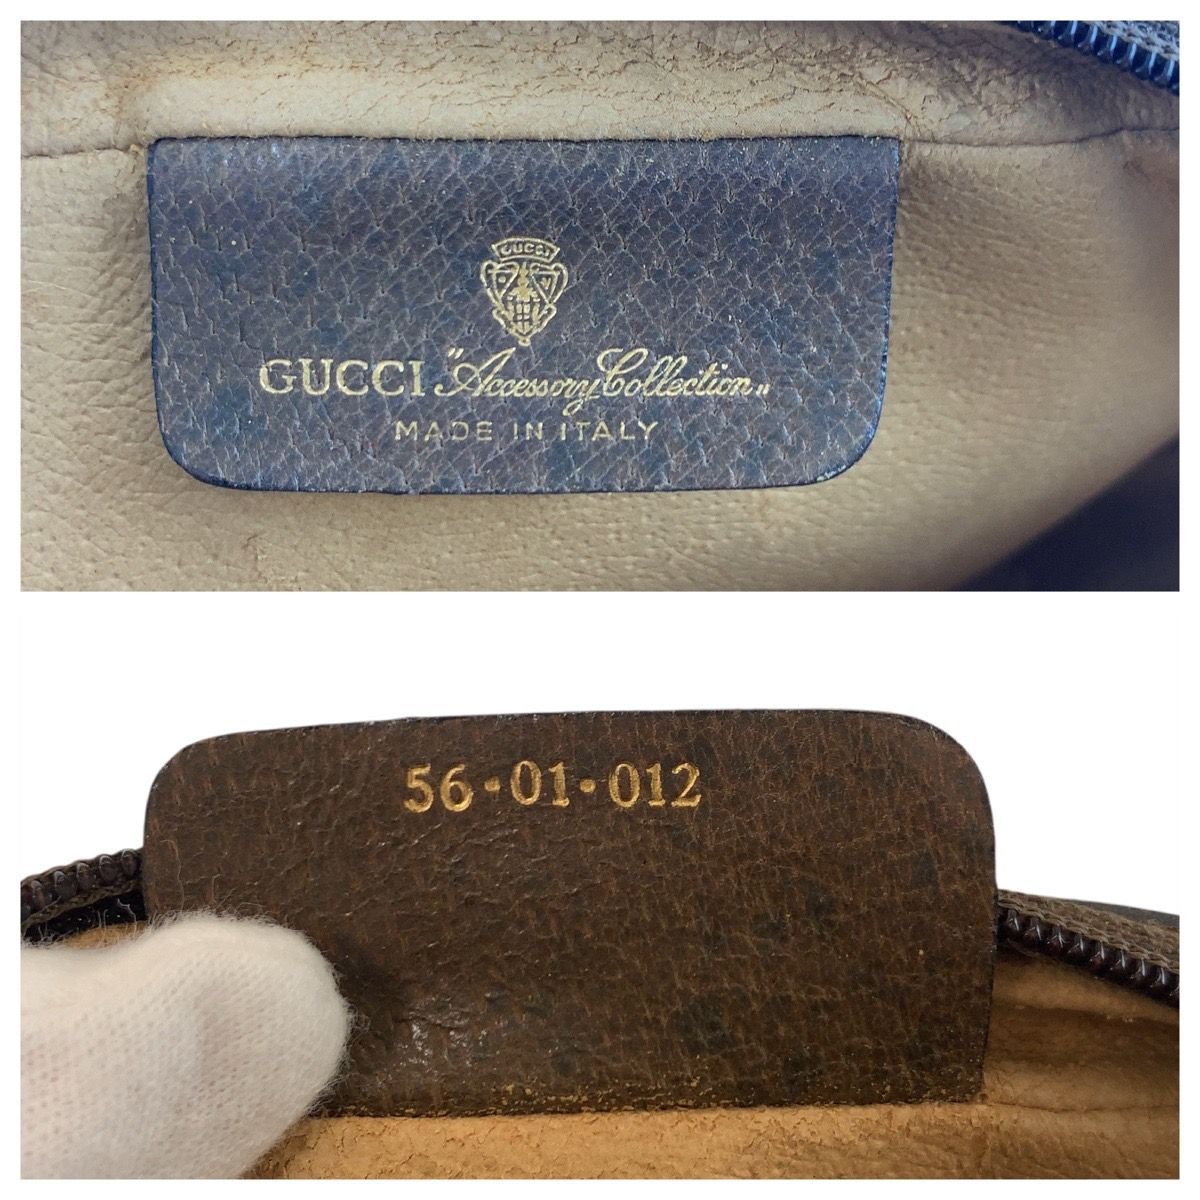 GUCCI
GUCCI "Accessory Collection"
MADE IN ITALY
56·01·012